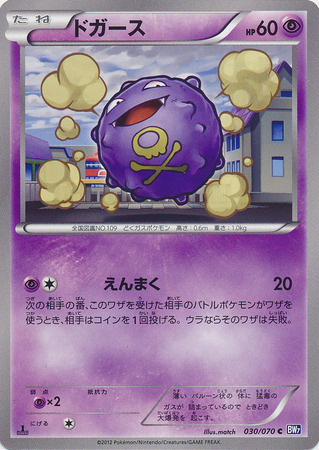 たね
ドガース
HP60
全国図鑑NO.109 どくガスポケモン 高さ：0.6m 重さ：1.0kg
えんまく 20
次の相手の番、このワザを受けた相手のバトルポケモンがワザを
使うとき、相手はコインを1回投げる。ウラならそのワザは失敗。
弱点 抵抗力
×2
にげる
薄い バルーン状の 体に 猛毒の
ガスが 詰まっているので ときどき
大爆発を 起こす。
1
Illus.match 030/070 C BW7
©2012 Pokémon/Nintendo/Creatures/GAME FREAK.